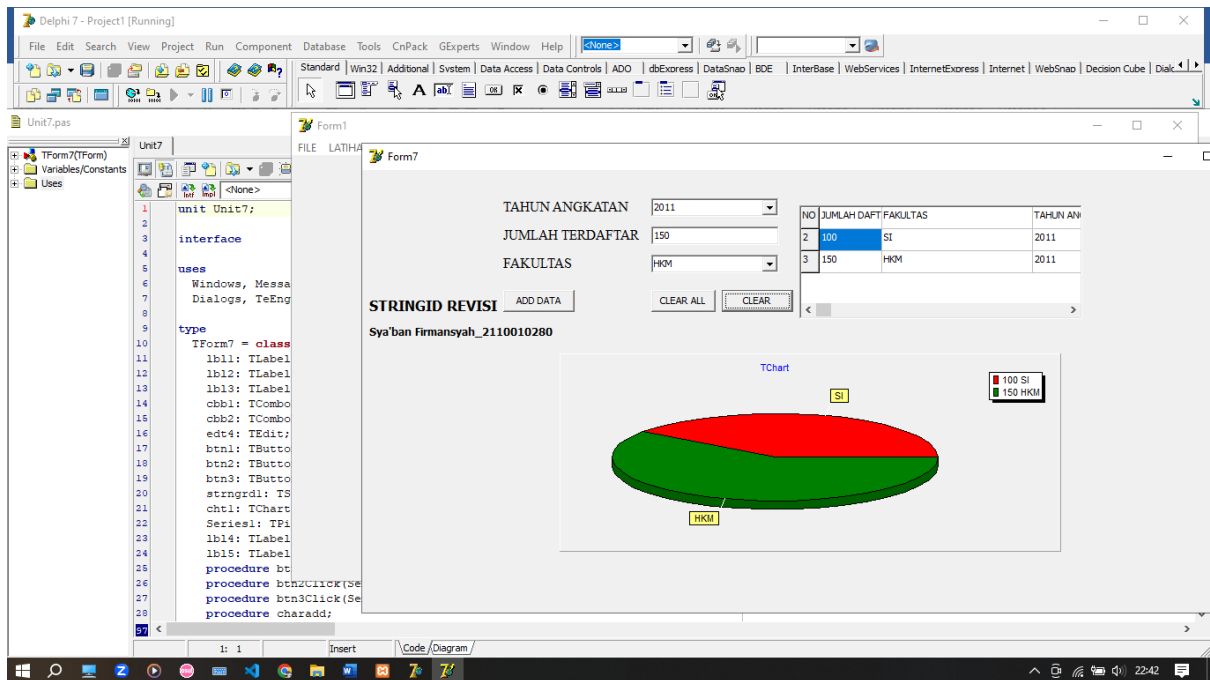 Delphi 7 - Project1 [Running]
File Edit Search View Project Run Component Database Tools CnPack GExperts Window Help <None>
Standard Win32 Additional System Data Access Data Controls ADO dbExpress DataSnap BDE InterBase WebServices InternetExpress Internet WebSnap Decision Cube Dialc
Unit7.pas
TForm7(TForm)
Variables/Constants
Uses
Unit7
<None>
1 unit Unit7;
2
3 interface
4
5 uses
6 Windows, Messa
7 Dialogs, TeEng
8
9 type
10 TForm7 = class
11 lbl1: TLabel
12 lbl2: TLabel
13 lbl3: TLabel
14 cbb1: TCombo
15 cbb2: TCombo
16 edt4: TEdit;
17 btn1: TButto
18 btn2: TButto
19 btn3: TButto
20 strngrd1: TS
21 cht1: TChart
22 Series1: TPi
23 lbl4: TLabel
24 lbl5: TLabel
25 procedure bt
26 procedure btn2Click(Se
27 procedure btn3Click(Se
28 procedure charadd;
97
1: 1 Insert Code Diagram
Form1
FILE LATIHA
Form7
TAHUN ANGKATAN 2011
JUMLAH TERDAFTAR 150
FAKULTAS HKM
ADD DATA CLEAR ALL CLEAR
STRINGID REVISI
Sya'ban Firmansyah_2110010280
NO JUMLAH DAFT FAKULTAS TAHUN AN
2 100 SI 2011
3 150 HKM 2011
TChart
SI
HKM
100 SI
150 HKM
22:42